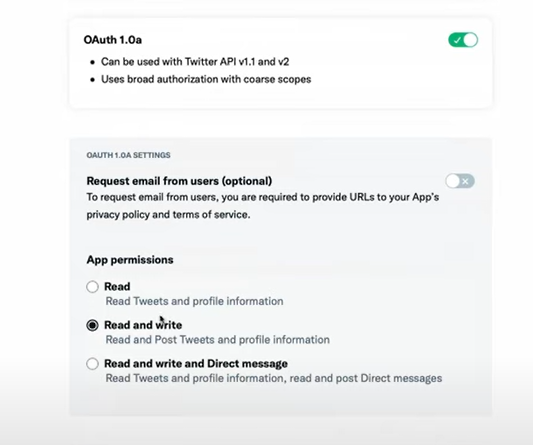 OAuth 1.0a
Can be used with Twitter API v1.1 and v2
Uses broad authorization with coarse scopes
OAUTH 1.0A SETTINGS
Request email from users (optional)
To request email from users, you are required to provide URLs to your App's
privacy policy and terms of service.
App permissions
Read
Read Tweets and profile information
Read and write
Read and Post Tweets and profile information
Read and write and Direct message
Read Tweets and profile information, read and post Direct messages